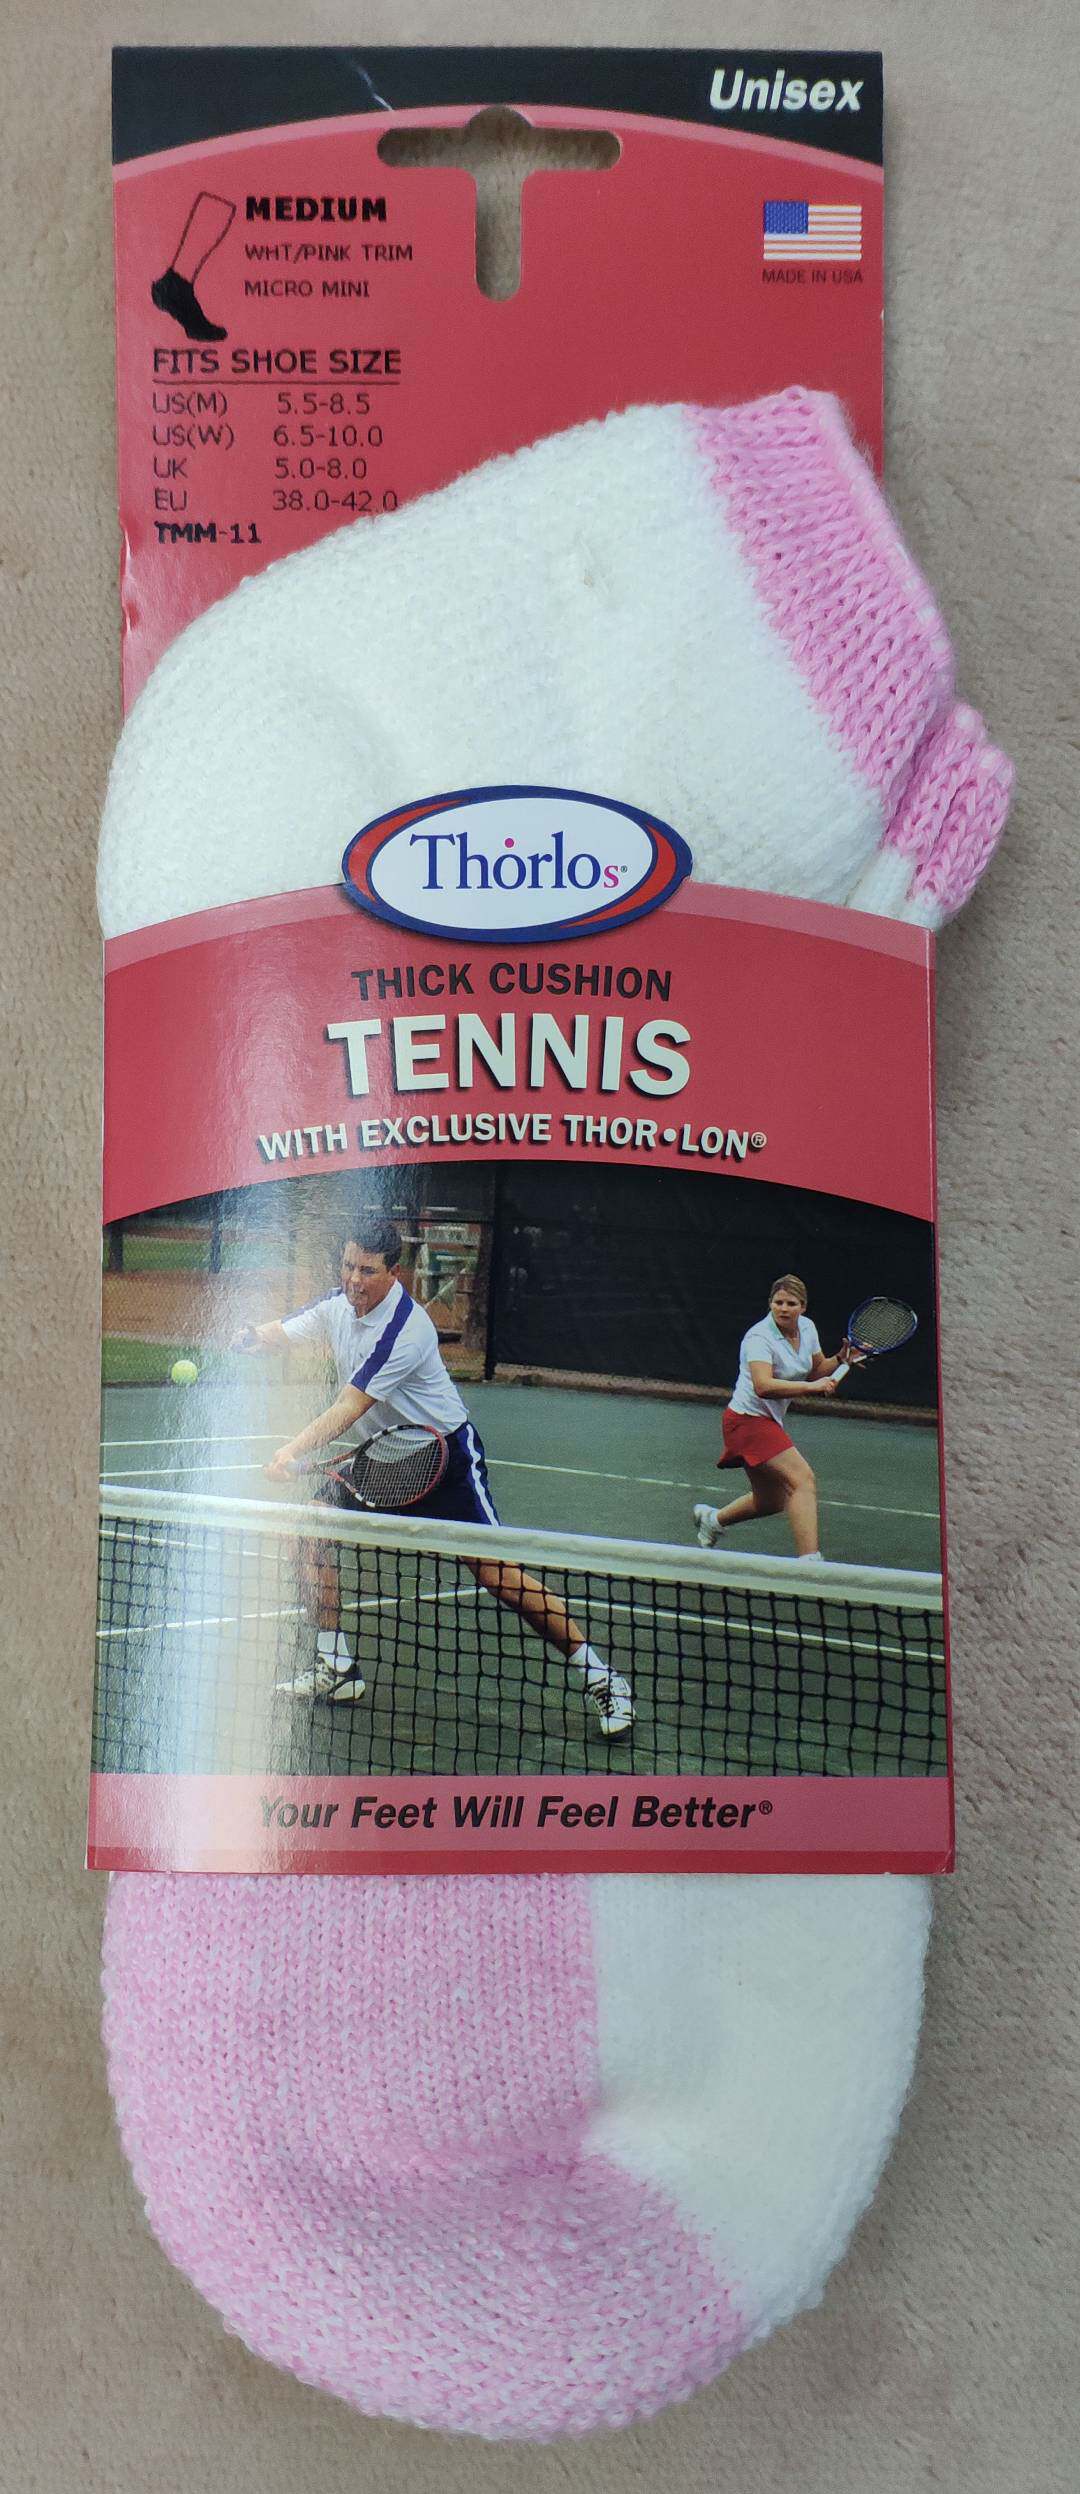 Unisex
MEDIUM
WHT/PINK TRIM
MICRO MINI
MADE IN USA
FITS SHOE SIZE
US(M) 5.5-8.5
US(W) 6.5-10.0
UK 5.0-8.0
EU 38.0-42.0
TMM-11
Thorlos®
THICK CUSHION
TENNIS
WITH EXCLUSIVE THOR•LON®
Your Feet Will Feel Better®